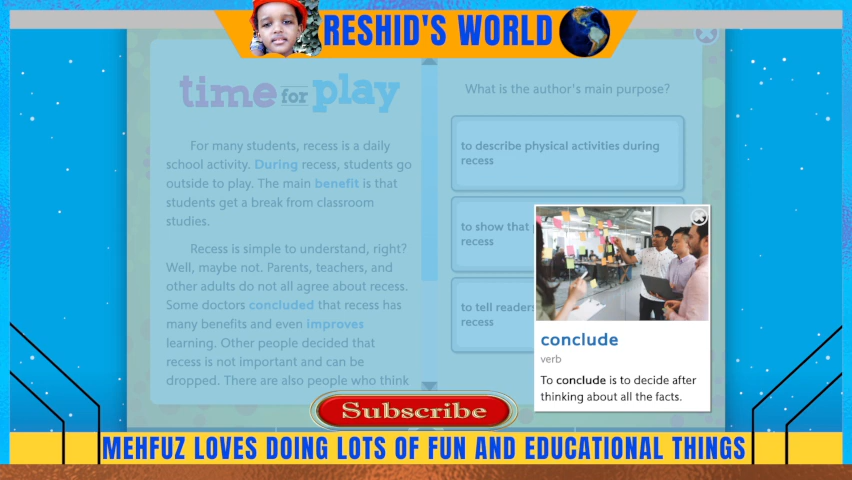 RESHID'S WORLD
time for play
For many students, recess is a daily
school activity. During recess, students go
outside to play. The main benefit is that
students get a break from classroom
studies.
Recess is simple to understand, right?
Well, maybe not. Parents, teachers, and
other adults do not all agree about recess.
Some doctors concluded that recess has
many benefits and even improves
learning. Other people decided that
recess is not important and can be
dropped. There are also people who think
What is the author's main purpose?
to describe physical activities during
recess
to show that
recess
to tell readers
recess
conclude
verb
To conclude is to decide after
thinking about all the facts.
Subscribe
MEHFUZ LOVES DOING LOTS OF FUN AND EDUCATIONAL THINGS